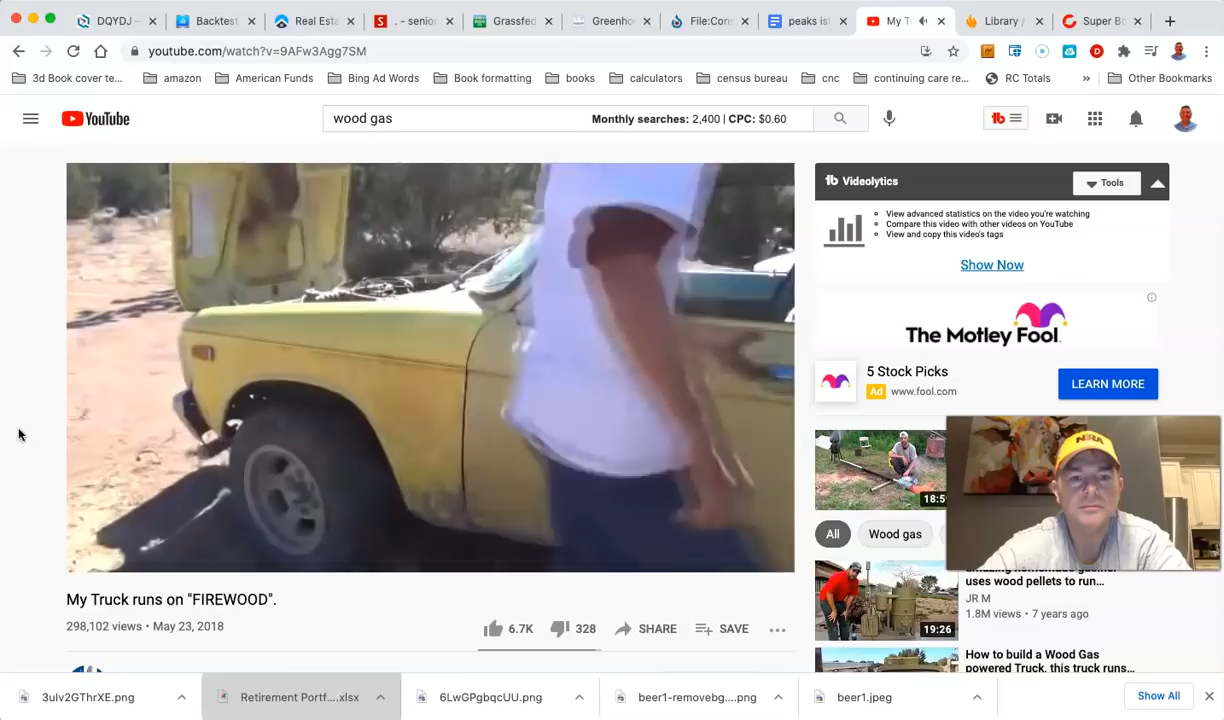 DQYDJ –
Backtest
Real Esta
. - senior
Grassfed
Greenho
File:Con
peaks isl
My T
Library /
Super Bo
youtube.com/watch?v=9AFw3Agg7SM
3d Book cover te...
amazon
American Funds
Bing Ad Words
Book formatting
books
calculators
census bureau
cnc
continuing care re...
RC Totals
»
Other Bookmarks
YouTube
wood gas
Monthly searches: 2,400 | CPC: $0.60
Videolytics
Tools
View advanced statistics on the video you're watching
Compare this video with other videos on YouTube
View and copy this video's tags
Show Now
The Motley Fool.
5 Stock Picks
Ad www.fool.com
LEARN MORE
NRA
18:5
All
Wood gas
uses wood pellets to run...
JR M
1.8M views • 7 years ago
19:26
How to build a Wood Gas
powered Truck, this truck runs...
My Truck runs on "FIREWOOD".
298,102 views • May 23, 2018
6.7K
328
SHARE
SAVE
3ulv2GThrXE.png
Retirement Portf....xlsx
6LwGPgbqcUU.png
beer1-removebg....png
beer1.jpeg
Show All